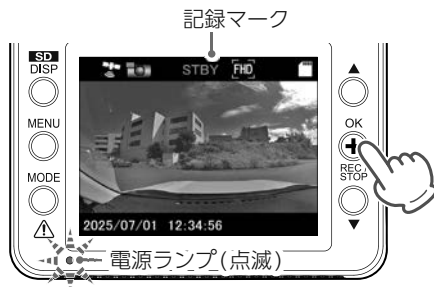 記録マーク
SD
DISP
STBY FHD
▲
MENU
OK
MODE
REC/
STOP
2025/07/01 12:34:56
▼
電源ランプ(点滅)